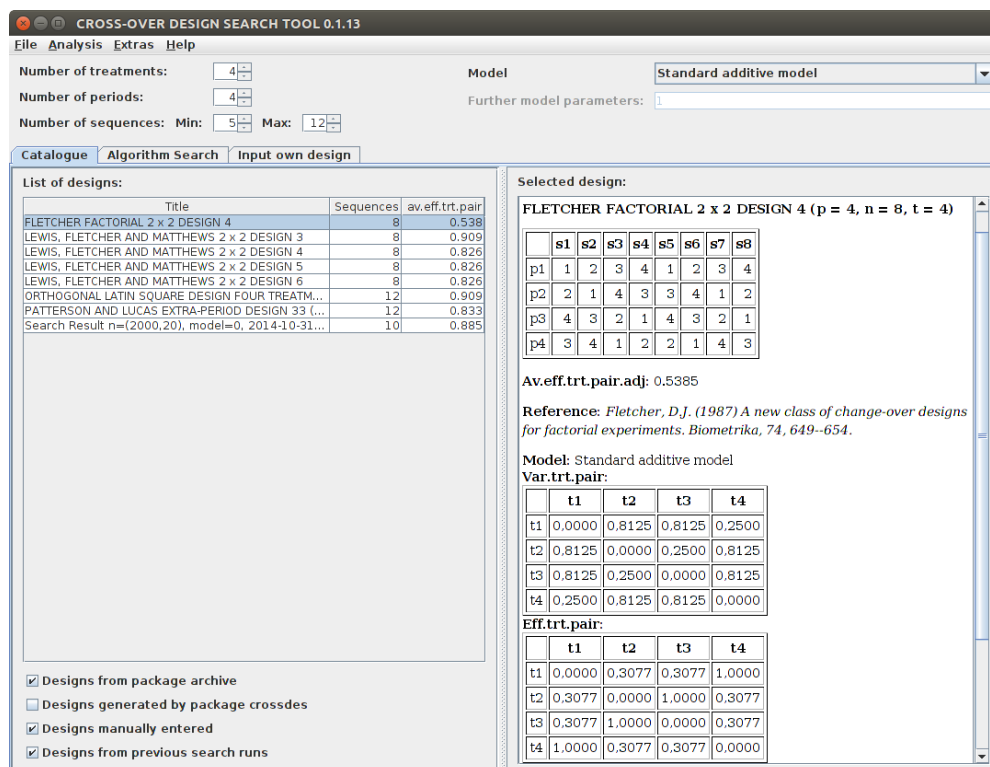 CROSS-OVER DESIGN SEARCH TOOL 0.1.13
File Analysis Extras Help
Number of treatments: 4
Number of periods: 4
Number of sequences: Min: 5 Max: 12
Model Standard additive model
Further model parameters: 1
Catalogue Algorithm Search Input own design
List of designs:
Title Sequences av.eff.trt.pair
FLETCHER FACTORIAL 2 x 2 DESIGN 4 8 0.538
LEWIS, FLETCHER AND MATTHEWS 2 x 2 DESIGN 3 8 0.909
LEWIS, FLETCHER AND MATTHEWS 2 x 2 DESIGN 4 8 0.826
LEWIS, FLETCHER AND MATTHEWS 2 x 2 DESIGN 5 8 0.826
LEWIS, FLETCHER AND MATTHEWS 2 x 2 DESIGN 6 8 0.826
ORTHOGONAL LATIN SQUARE DESIGN FOUR TREATM... 12 0.909
PATTERSON AND LUCAS EXTRA-PERIOD DESIGN 33 (... 12 0.833
Search Result n=(2000,20), model=0, 2014-10-31... 10 0.885
Designs from package archive
Designs generated by package crossdes
Designs manually entered
Designs from previous search runs
Selected design:
FLETCHER FACTORIAL 2 x 2 DESIGN 4 (p = 4, n = 8, t = 4)
s1 s2 s3 s4 s5 s6 s7 s8
p1 1 2 3 4 1 2 3 4
p2 2 1 4 3 3 4 1 2
p3 4 3 2 1 4 3 2 1
p4 3 4 1 2 2 1 4 3
Av.eff.trt.pair.adj: 0.5385
Reference: Fletcher, D.J. (1987) A new class of change-over designs
for factorial experiments. Biometrika, 74, 649--654.
Model: Standard additive model
Var.trt.pair:
t1 t2 t3 t4
t1 0,0000 0,8125 0,8125 0,2500
t2 0,8125 0,0000 0,2500 0,8125
t3 0,8125 0,2500 0,0000 0,8125
t4 0,2500 0,8125 0,8125 0,0000
Eff.trt.pair:
t1 t2 t3 t4
t1 0,0000 0,3077 0,3077 1,0000
t2 0,3077 0,0000 1,0000 0,3077
t3 0,3077 1,0000 0,0000 0,3077
t4 1,0000 0,3077 0,3077 0,0000